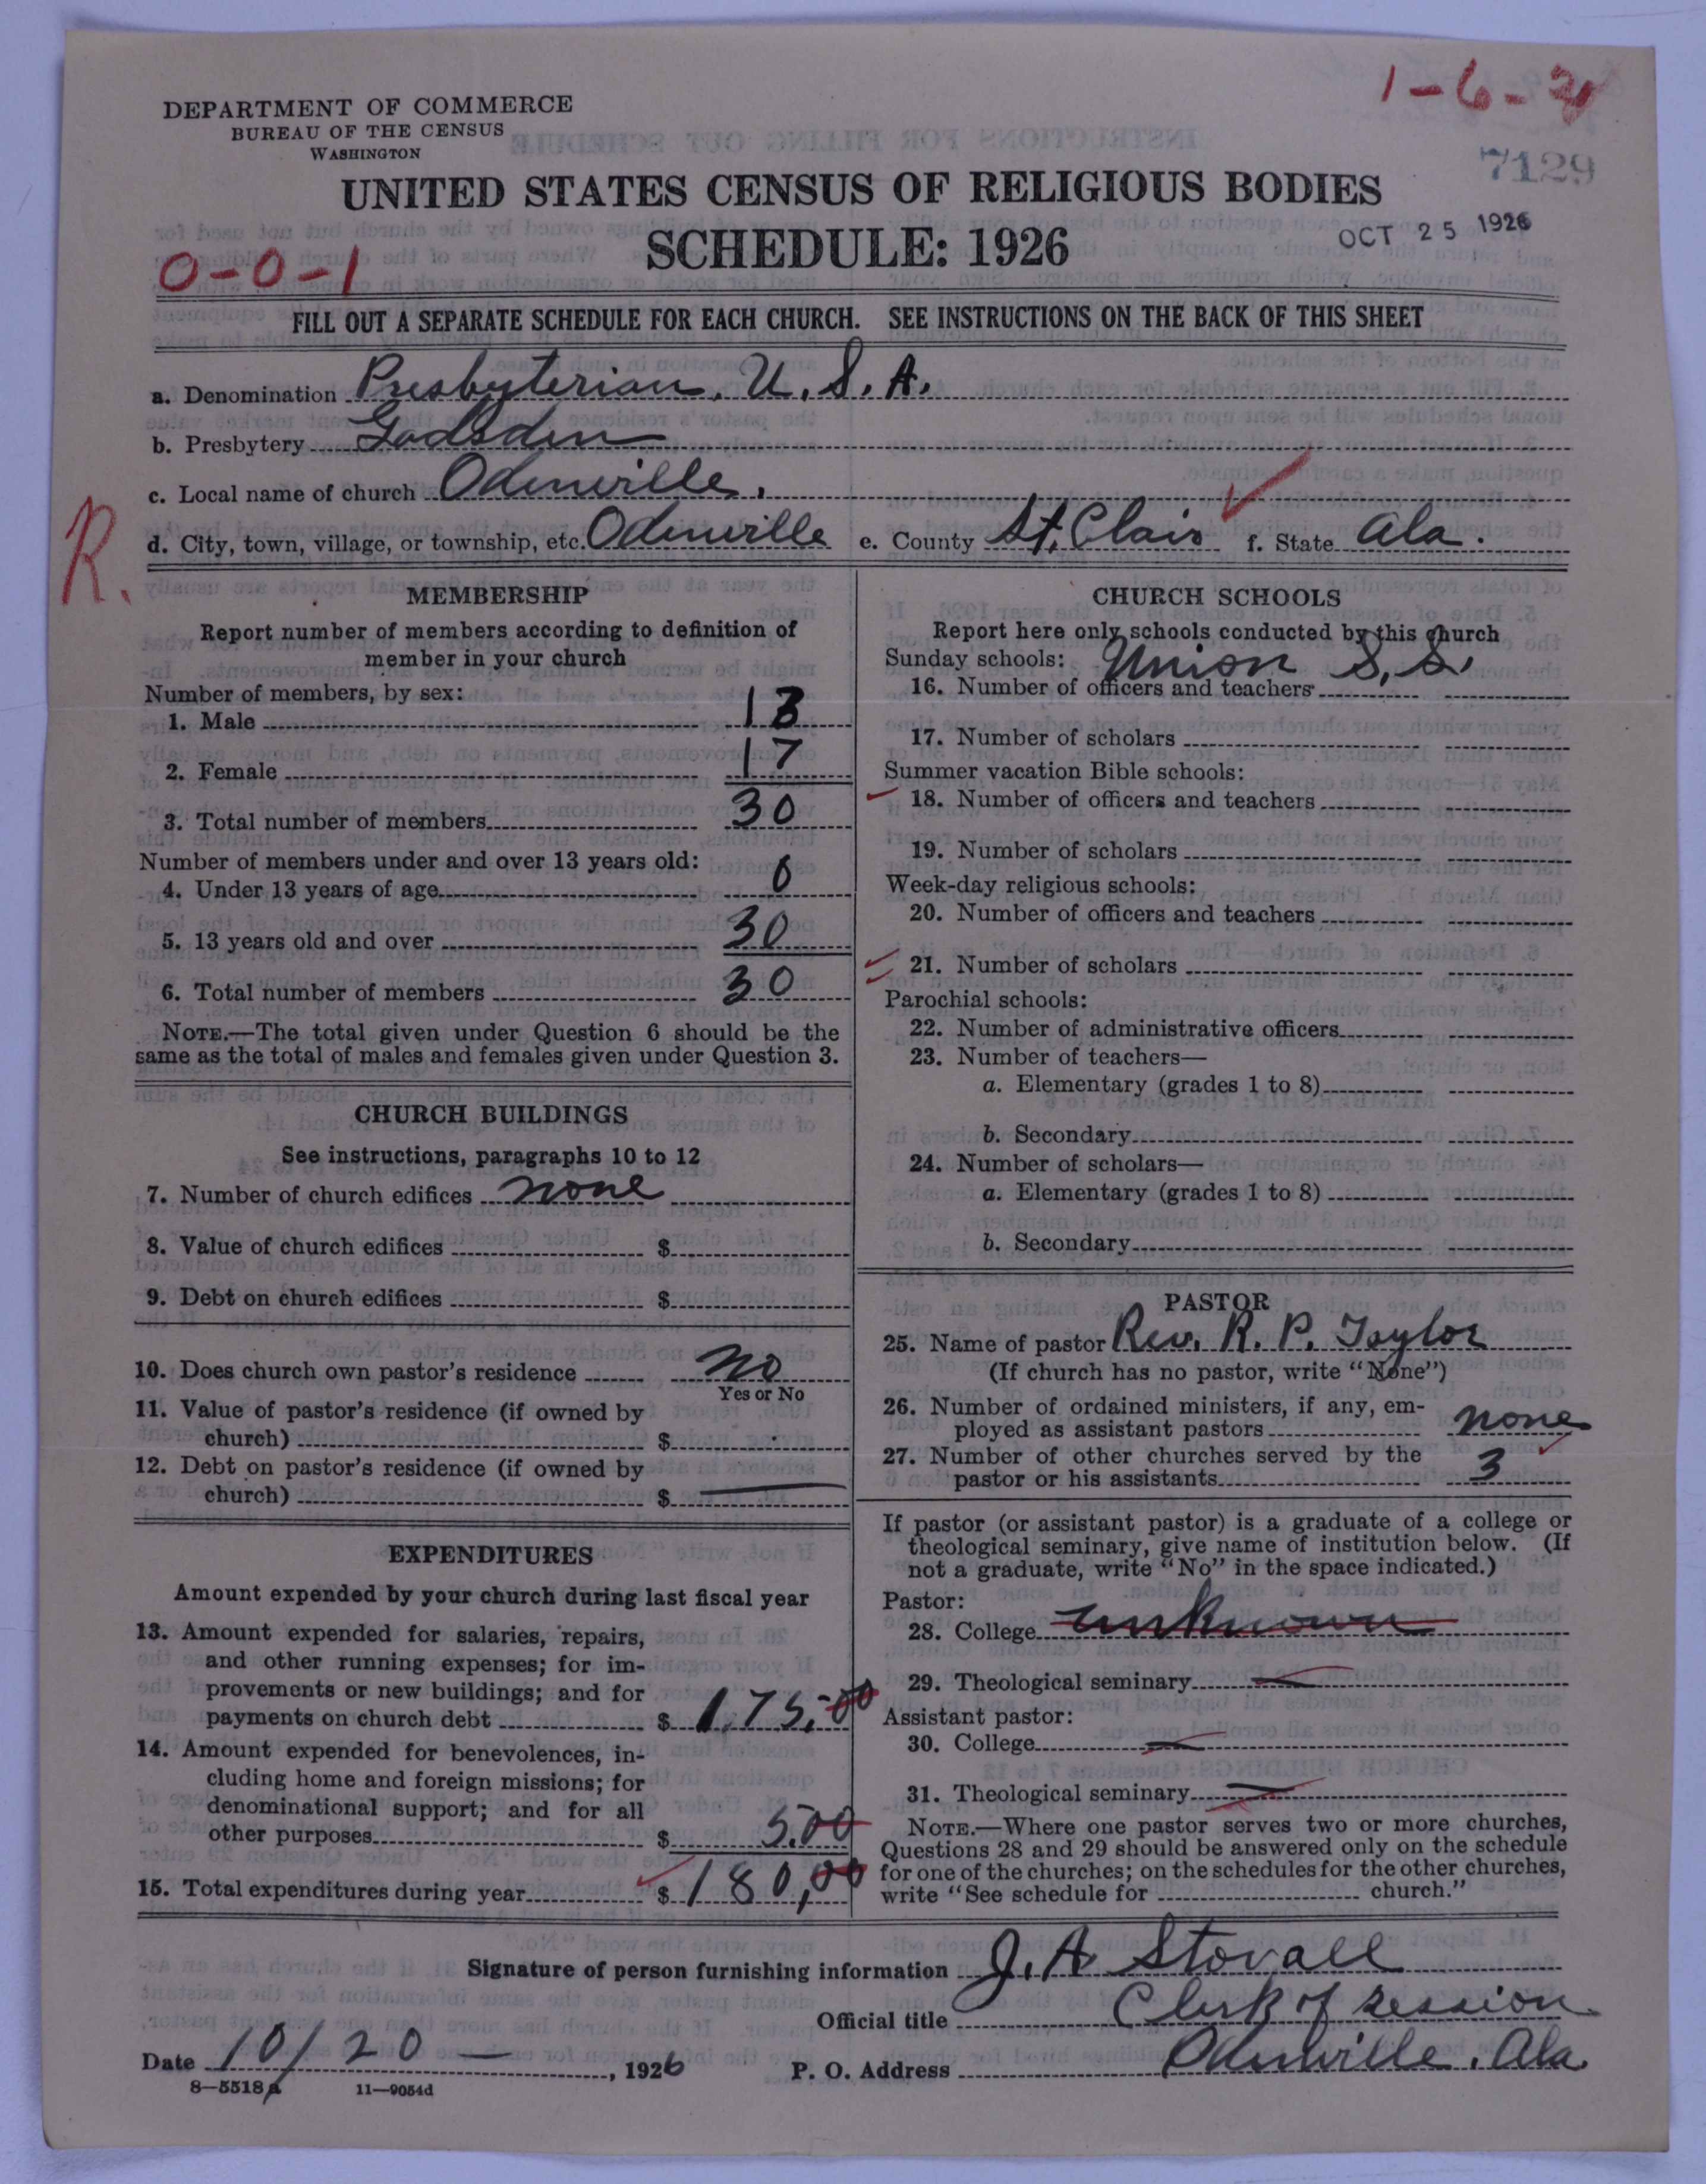 1-6-
DEPARTMENT OF COMMERCE
BUREAU OF THE CENSUS
WASHINGTON
7129
UNITED STATES CENSUS OF RELIGIOUS BODIES
SCHEDULE: 1926
OCT 25 1926
0-0-1
FILL OUT A SEPARATE SCHEDULE FOR EACH CHURCH. SEE INSTRUCTIONS ON THE BACK OF THIS SHEET
a. Denomination Presbyterian, U.S.A.
b. Presbytery Gadsden
c. Local name of church Odenville,
d. City, town, village, or township, etc. Odenville e. County St. Clair f. State Ala.
R.
MEMBERSHIP
Report number of members according to definition of
member in your church
Number of members, by sex:
1. Male 13
2. Female 17
3. Total number of members 30
Number of members under and over 13 years old:
4. Under 13 years of age 0
5. 13 years old and over 30
6. Total number of members 30
NOTE.—The total given under Question 6 should be the
same as the total of males and females given under Question 3.
CHURCH BUILDINGS
See instructions, paragraphs 10 to 12
7. Number of church edifices none
8. Value of church edifices $
9. Debt on church edifices $
10. Does church own pastor's residence no
Yes or No
11. Value of pastor's residence (if owned by
church) $
12. Debt on pastor's residence (if owned by
church) $
EXPENDITURES
Amount expended by your church during last fiscal year
13. Amount expended for salaries, repairs,
and other running expenses; for im-
provements or new buildings; and for
payments on church debt $ 175.00
14. Amount expended for benevolences, in-
cluding home and foreign missions; for
denominational support; and for all
other purposes $ 5.00
15. Total expenditures during year $ 180,00
CHURCH SCHOOLS
Report here only schools conducted by this church
Sunday schools: Union S.S.
16. Number of officers and teachers
17. Number of scholars
Summer vacation Bible schools:
18. Number of officers and teachers
19. Number of scholars
Week-day religious schools:
20. Number of officers and teachers
21. Number of scholars
Parochial schools:
22. Number of administrative officers
23. Number of teachers—
a. Elementary (grades 1 to 8)
b. Secondary
24. Number of scholars—
a. Elementary (grades 1 to 8)
b. Secondary
PASTOR
25. Name of pastor Rev. R. P. Taylor
(If church has no pastor, write "None")
26. Number of ordained ministers, if any, em-
ployed as assistant pastors none
27. Number of other churches served by the
pastor or his assistants 3
If pastor (or assistant pastor) is a graduate of a college or
theological seminary, give name of institution below. (If
not a graduate, write "No" in the space indicated.)
Pastor:
28. College unknown
29. Theological seminary
Assistant pastor:
30. College
31. Theological seminary
NOTE.—Where one pastor serves two or more churches,
Questions 28 and 29 should be answered only on the schedule
for one of the churches; on the schedules for the other churches,
write "See schedule for church."
Signature of person furnishing information J. A. Stovall
Official title Clerk of session
Date 10/20 — , 1926 P. O. Address Odenville, Ala
8—5518a 11—9054d